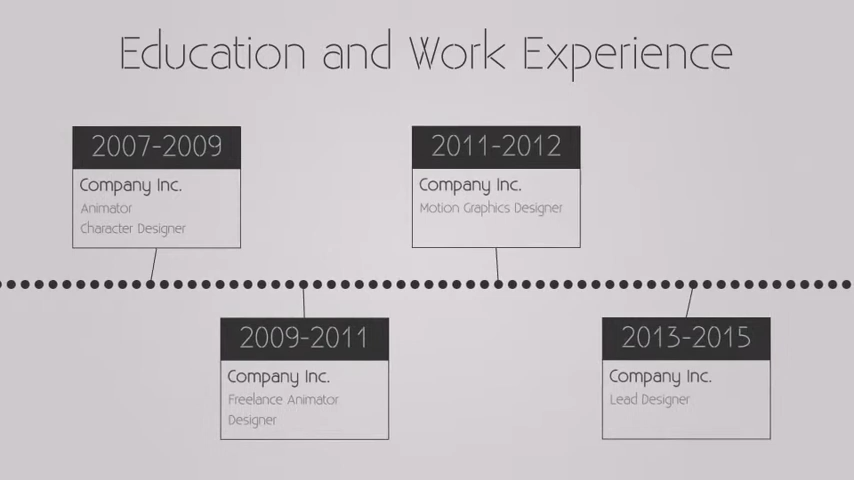 Education and Work Experience
2007-2009
Company Inc.
Animator
Character Designer
2009-2011
Company Inc.
Freelance Animator
Designer
2011-2012
Company Inc.
Motion Graphics Designer
2013-2015
Company Inc.
Lead Designer